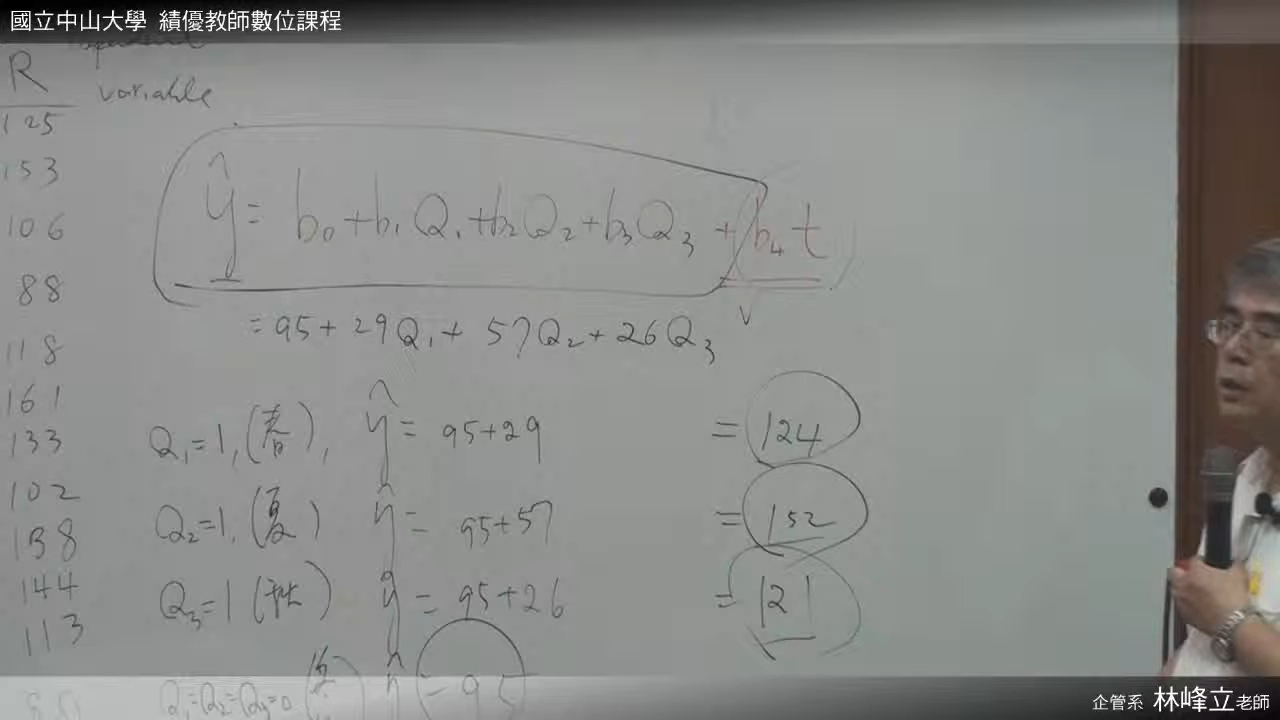 國立中山大學 績優教師數位課程
R
variable
125
153
106
88
118
161
133
102
138
144
113
ŷ = b₀+b₁Q₁+b₂Q₂+b₃Q₃+b₄t
v
=95+29Q₁+57Q₂+26Q₃
Q₁=1,(春), ŷ= 95+29 =124
Q₂=1,(夏) ŷ= 95+57 =152
Q₃=1(秋) ŷ= 95+26 =121
Q₁=Q₂=Q₃=0 ŷ =95
企管系 林峰立老師